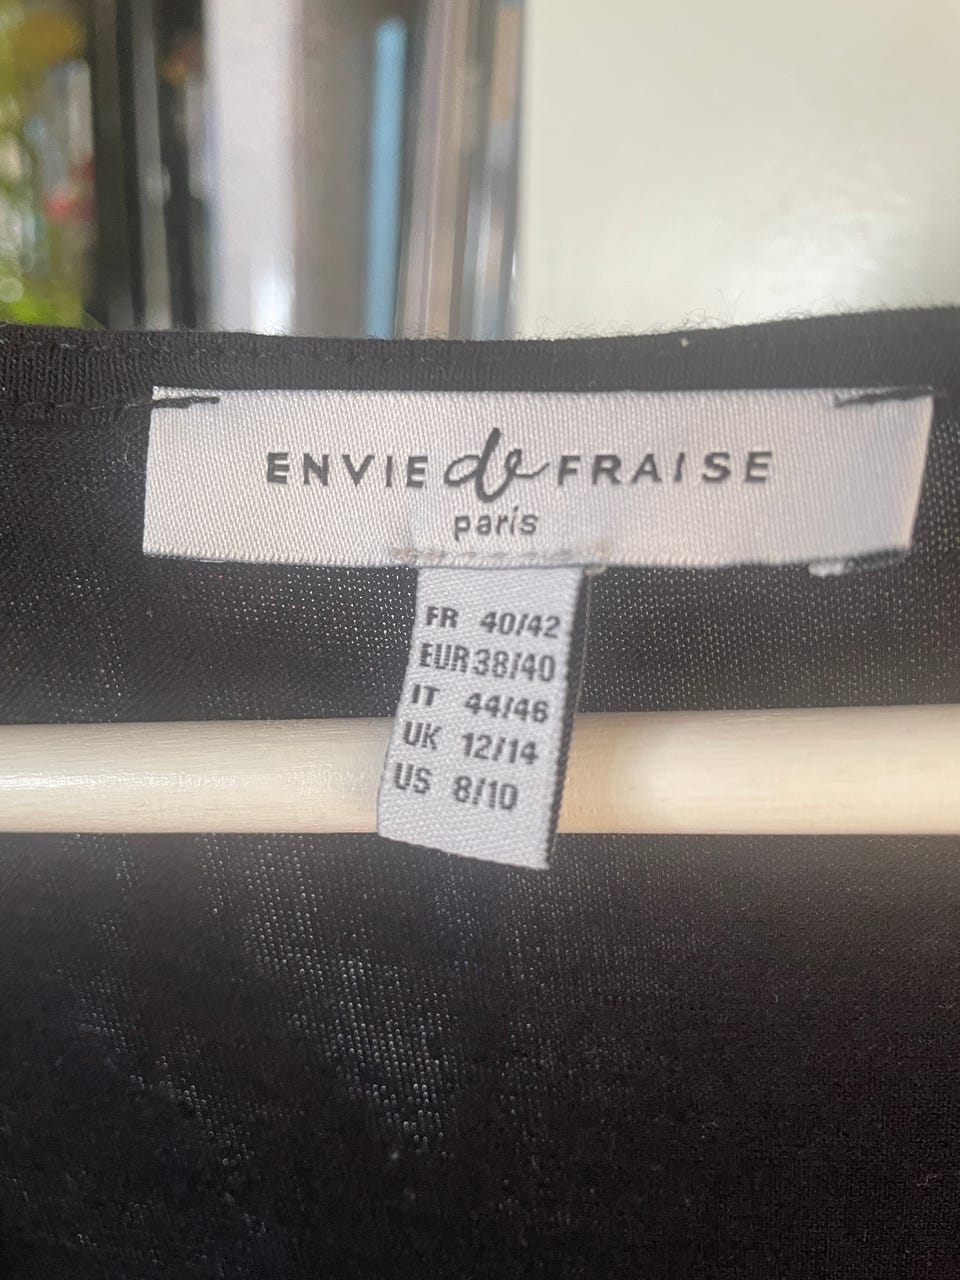 ENVIE de FRAISE
paris
FR 40/42
EUR 38/40
IT 44/46
UK 12/14
US 8/10